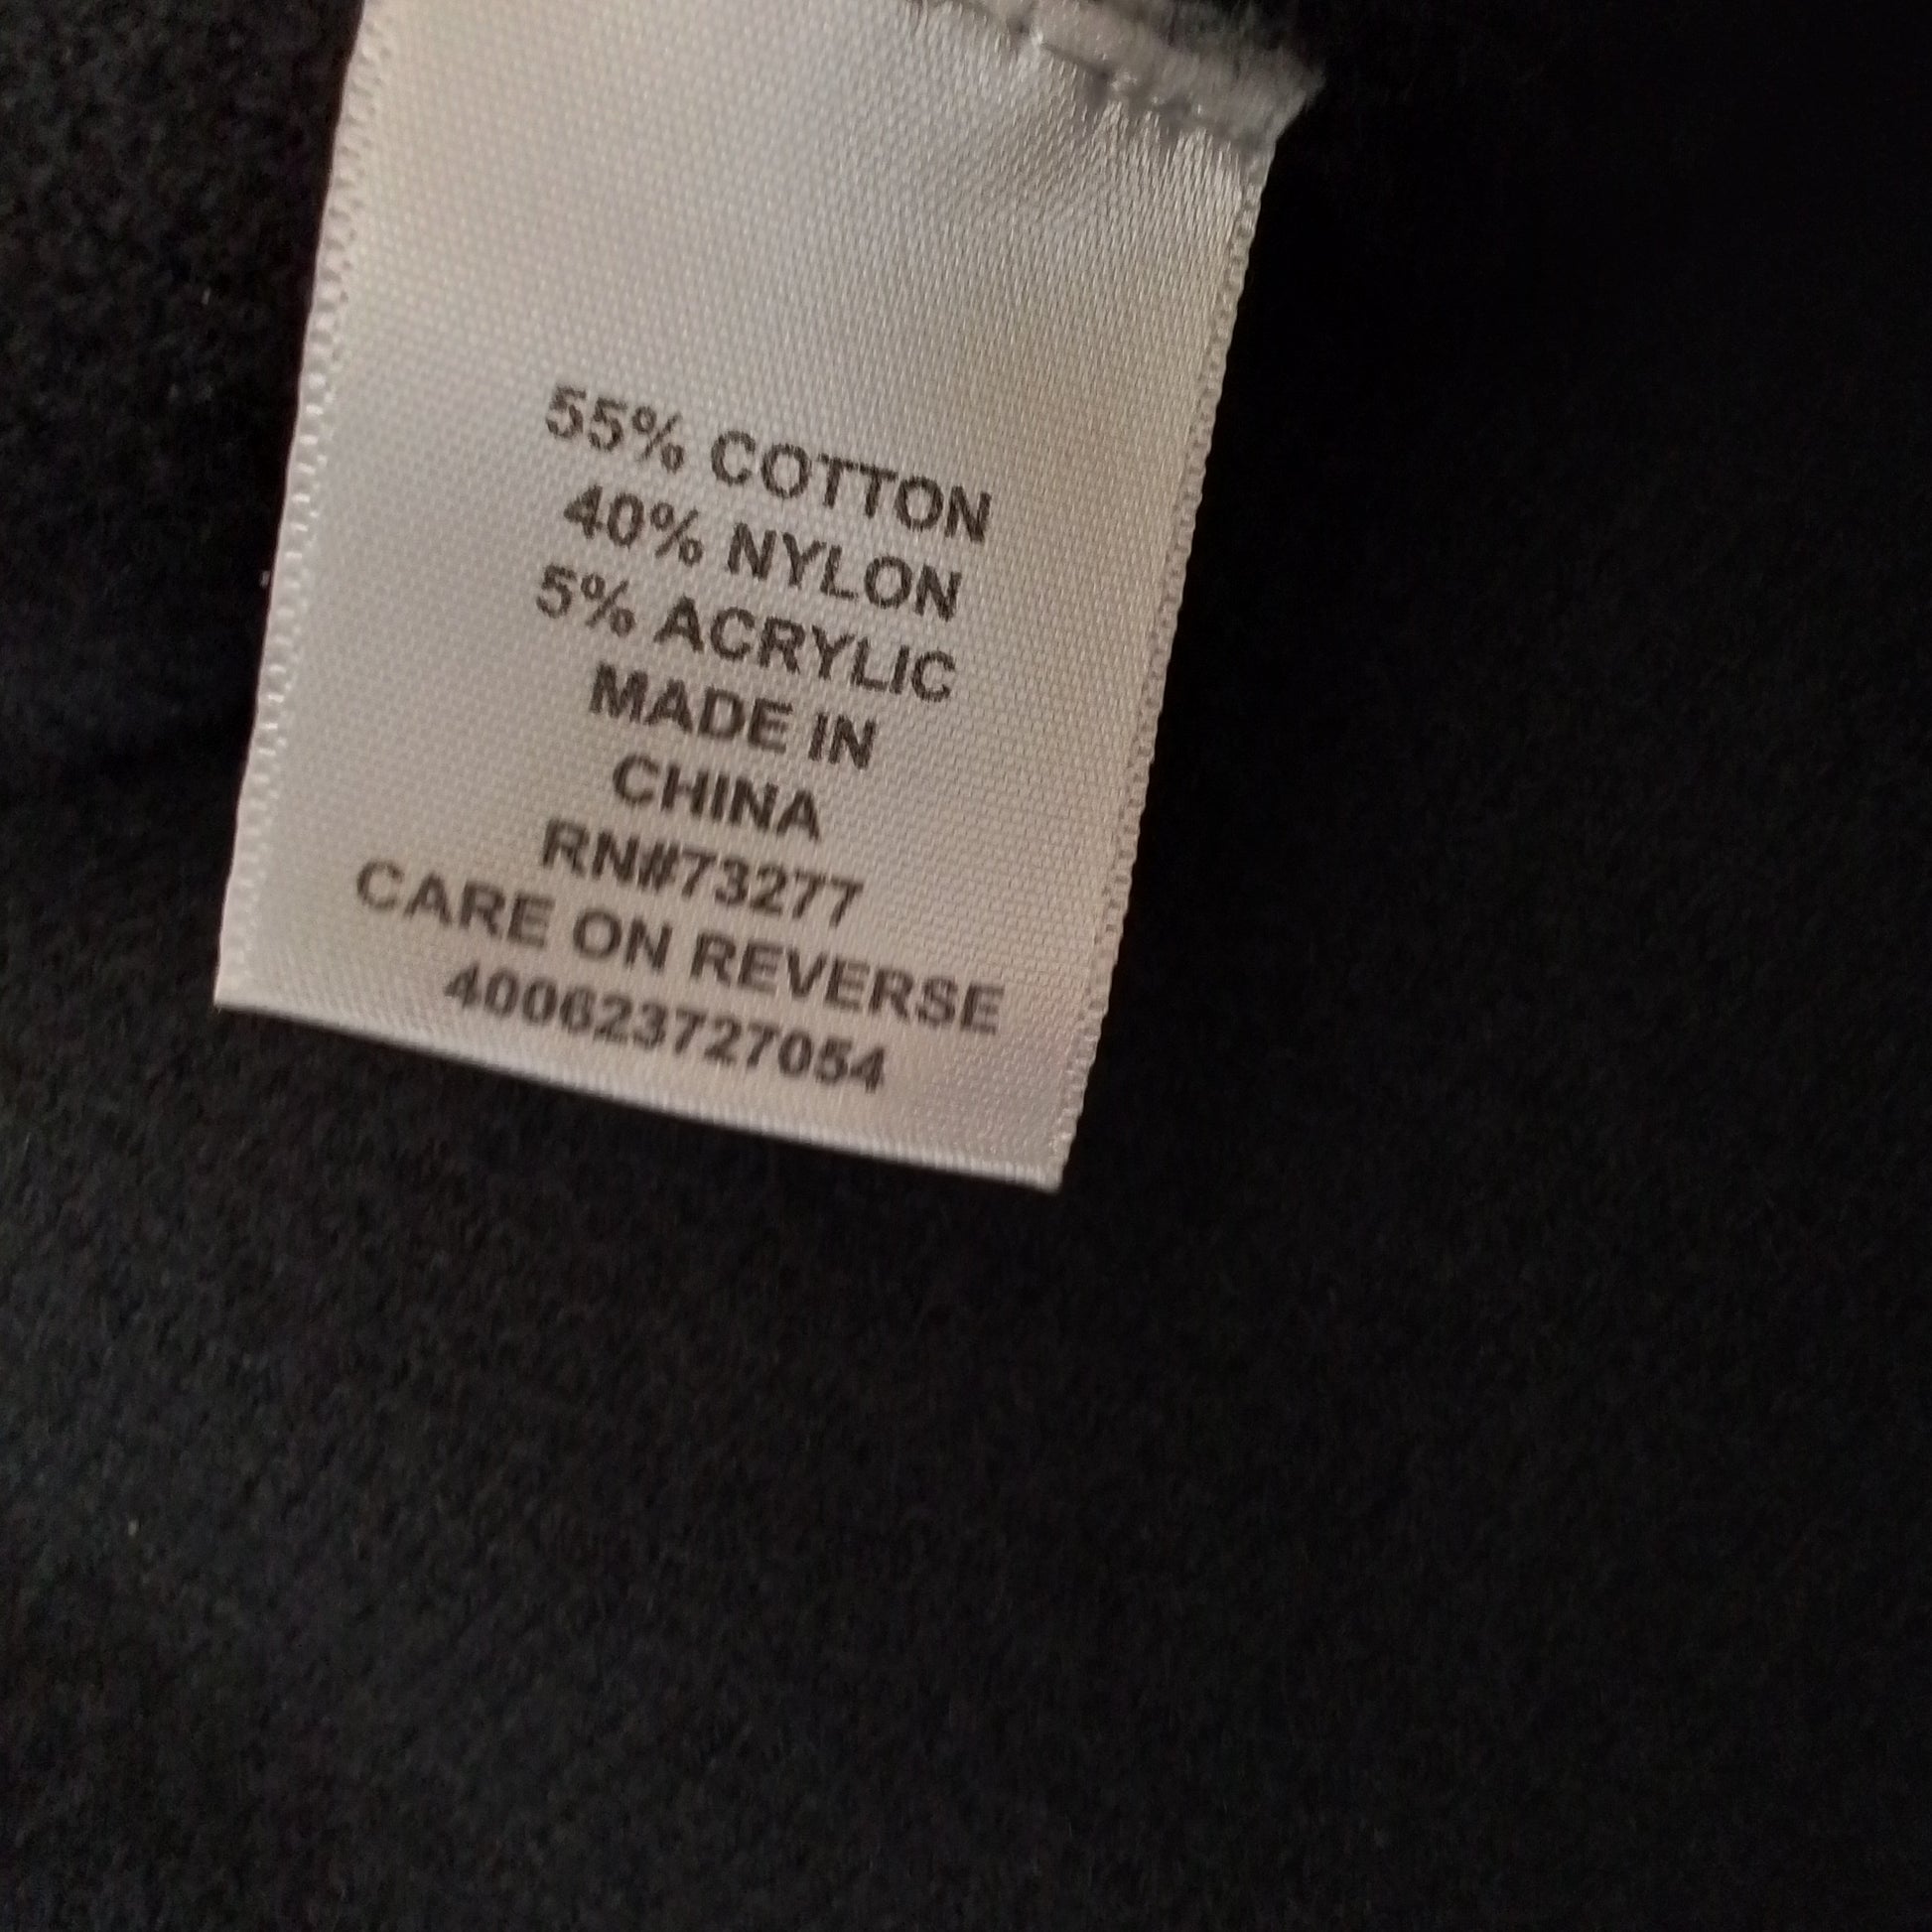 55% COTTON
40% NYLON
5% ACRYLIC
MADE IN
CHINA
RN#73277
CARE ON REVERSE
400623727054